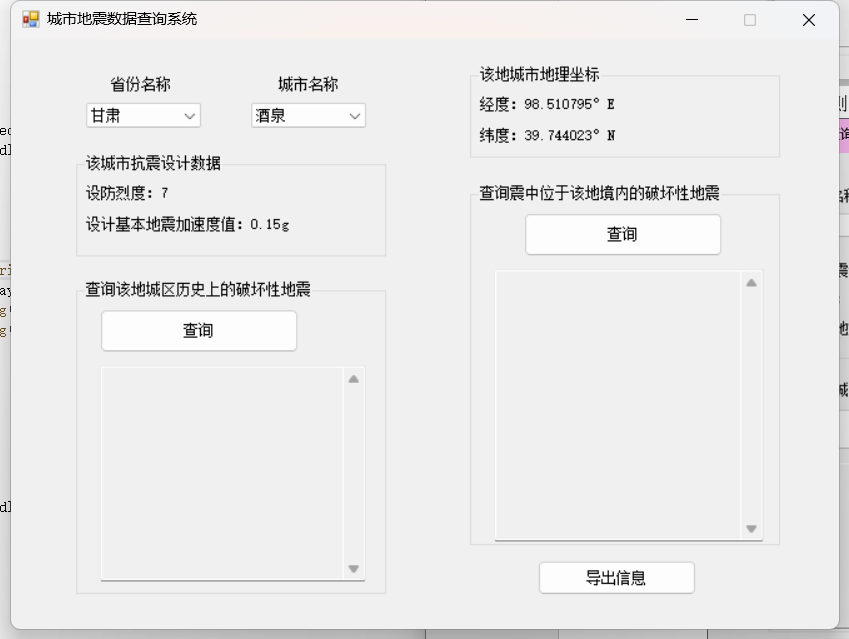 城市地震数据查询系统
省份名称
城市名称
甘肃
酒泉
该城市抗震设计数据
设防烈度：7
设计基本地震加速度值：0.15g
查询该地城区历史上的破坏性地震
查询
该地城市地理坐标
经度：98.510795° E
纬度：39.744023° N
查询震中位于该地境内的破坏性地震
查询
导出信息